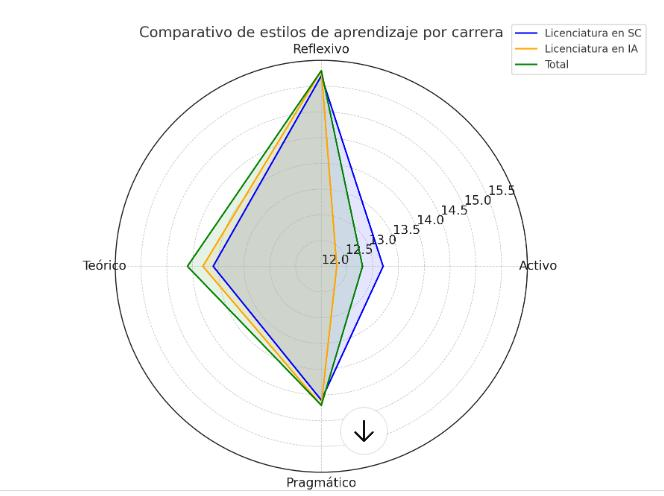 Comparativo de estilos de aprendizaje por carrera
Licenciatura en SC
Licenciatura en IA
Total
Reflexivo
15.5
15.0
14.5
14.0
13.5
13.0
12.5
12.0
Teórico
Activo
Pragmático